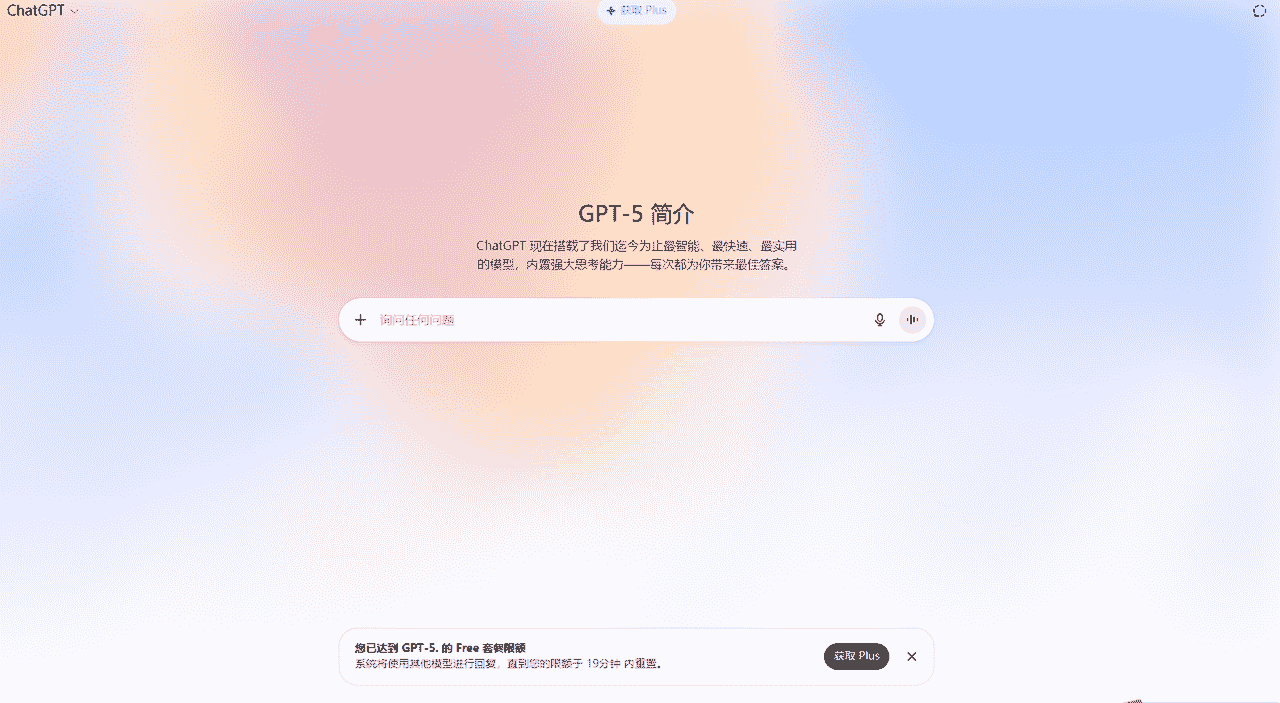 ChatGPT
获取 Plus
GPT-5 简介
ChatGPT 现在搭载了我们迄今为止最智能、最快速、最实用
的模型，内置强大思考能力——每次都为你带来最佳答案。
询问任何问题
您已达到 GPT-5. 的 Free 套餐限额
系统将使用其他模型进行回复，直到您的限额于 19分钟 内重置。
获取 Plus